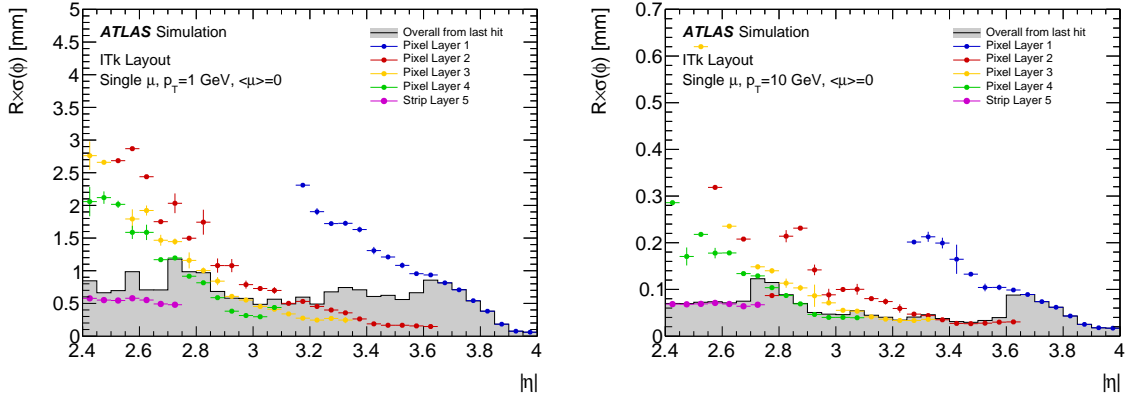 R×σ(φ) [mm]
5
4.5
4
3.5
3
2.5
2
1.5
1
0.5
0
ATLAS Simulation
ITk Layout
Single μ, p_T=1 GeV, <μ>=0
Overall from last hit
Pixel Layer 1
Pixel Layer 2
Pixel Layer 3
Pixel Layer 4
Strip Layer 5
2.4 2.6 2.8 3 3.2 3.4 3.6 3.8 4
|η|
R×σ(φ) [mm]
0.7
0.6
0.5
0.4
0.3
0.2
0.1
0
ATLAS Simulation
ITk Layout
Single μ, p_T=10 GeV, <μ>=0
Overall from last hit
Pixel Layer 1
Pixel Layer 2
Pixel Layer 3
Pixel Layer 4
Strip Layer 5
2.4 2.6 2.8 3 3.2 3.4 3.6 3.8 4
|η|